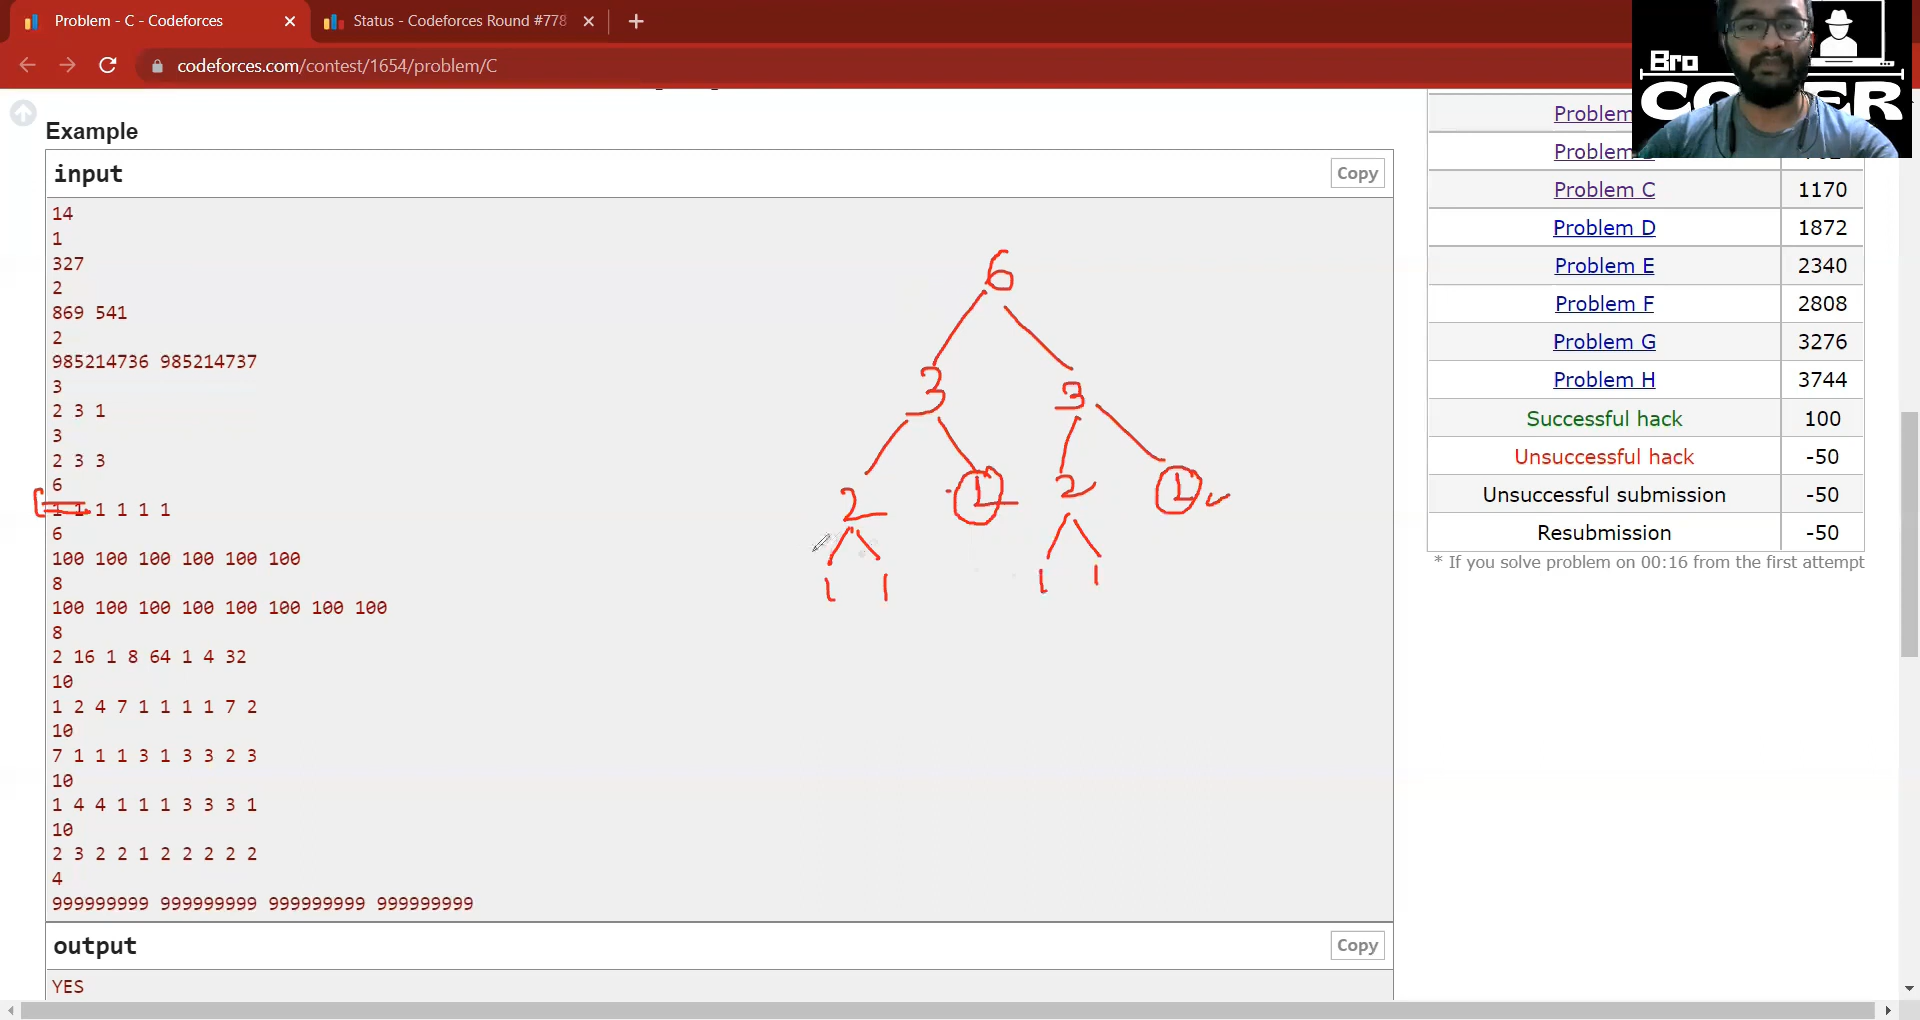 Problem - C - Codeforces
Status - Codeforces Round #778
codeforces.com/contest/1654/problem/C
Bro
CODER
Example
input
Copy
14
1
327
2
869 541
2
985214736 985214737
3
2 3 1
3
2 3 3
6
1 1 1 1 1 1
6
100 100 100 100 100 100
8
100 100 100 100 100 100 100 100
8
2 16 1 8 64 1 4 32
10
1 2 4 7 1 1 1 1 7 2
10
7 1 1 1 3 1 3 3 2 3
10
1 4 4 1 1 1 3 3 3 1
10
2 3 2 2 1 2 2 2 2 2
4
999999999 999999999 999999999 999999999
output
Copy
YES
6
3 3
2 1 2 1
1 1 1 1
Problem
Problem
Problem C 1170
Problem D 1872
Problem E 2340
Problem F 2808
Problem G 3276
Problem H 3744
Successful hack 100
Unsuccessful hack -50
Unsuccessful submission -50
Resubmission -50
* If you solve problem on 00:16 from the first attempt